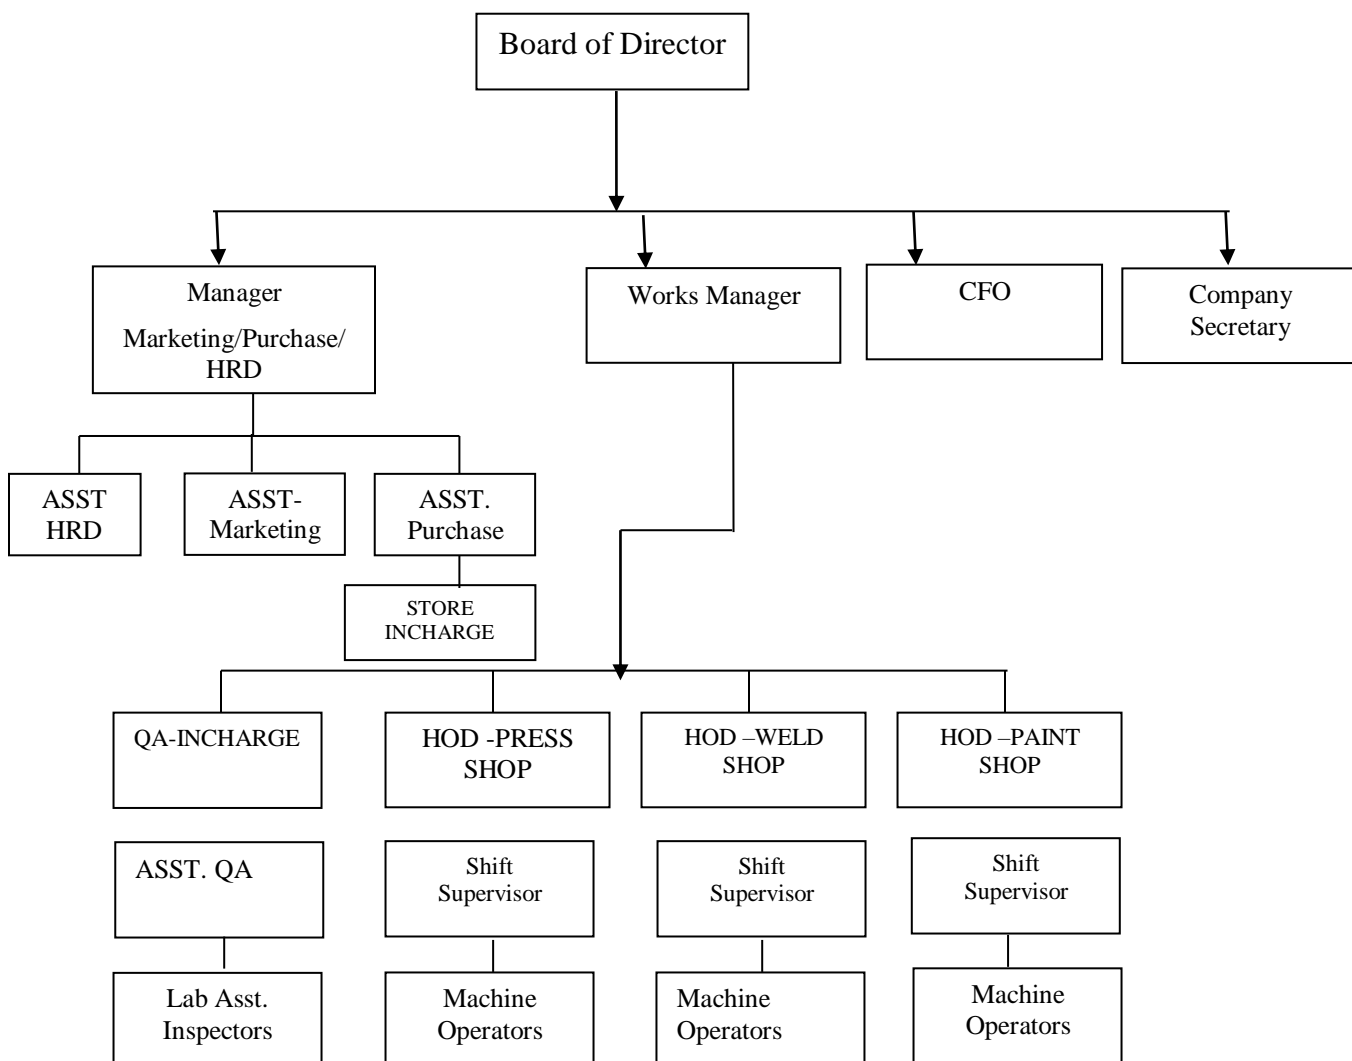 Board of Director
Manager
Marketing/Purchase/
HRD
Works Manager
CFO
Company
Secretary
ASST
HRD
ASST-
Marketing
ASST.
Purchase
STORE
INCHARGE
QA-INCHARGE
HOD -PRESS
SHOP
HOD –WELD
SHOP
HOD –PAINT
SHOP
ASST. QA
Shift
Supervisor
Shift
Supervisor
Shift
Supervisor
Lab Asst.
Inspectors
Machine
Operators
Machine
Operators
Machine
Operators